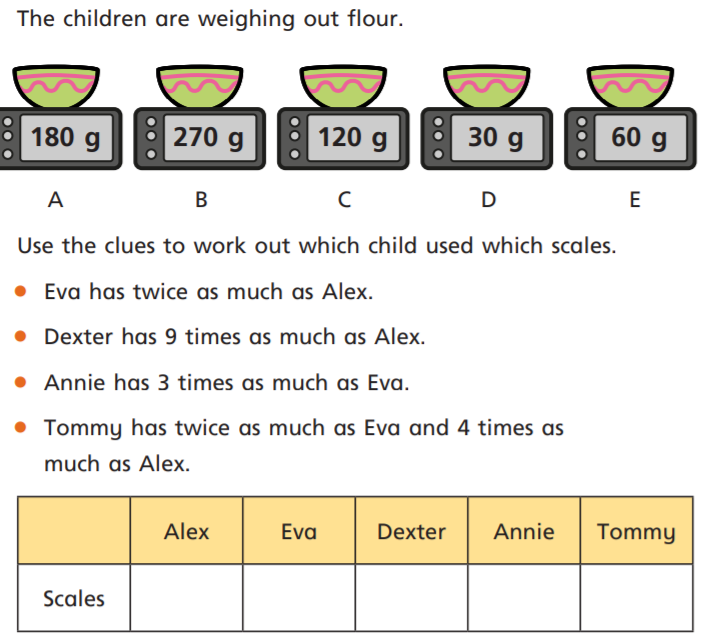 The children are weighing out flour.
180 g 270 g 120 g 30 g 60 g
A B C D E
Use the clues to work out which child used which scales.
• Eva has twice as much as Alex.
• Dexter has 9 times as much as Alex.
• Annie has 3 times as much as Eva.
• Tommy has twice as much as Eva and 4 times as
much as Alex.
Alex Eva Dexter Annie Tommy
Scales